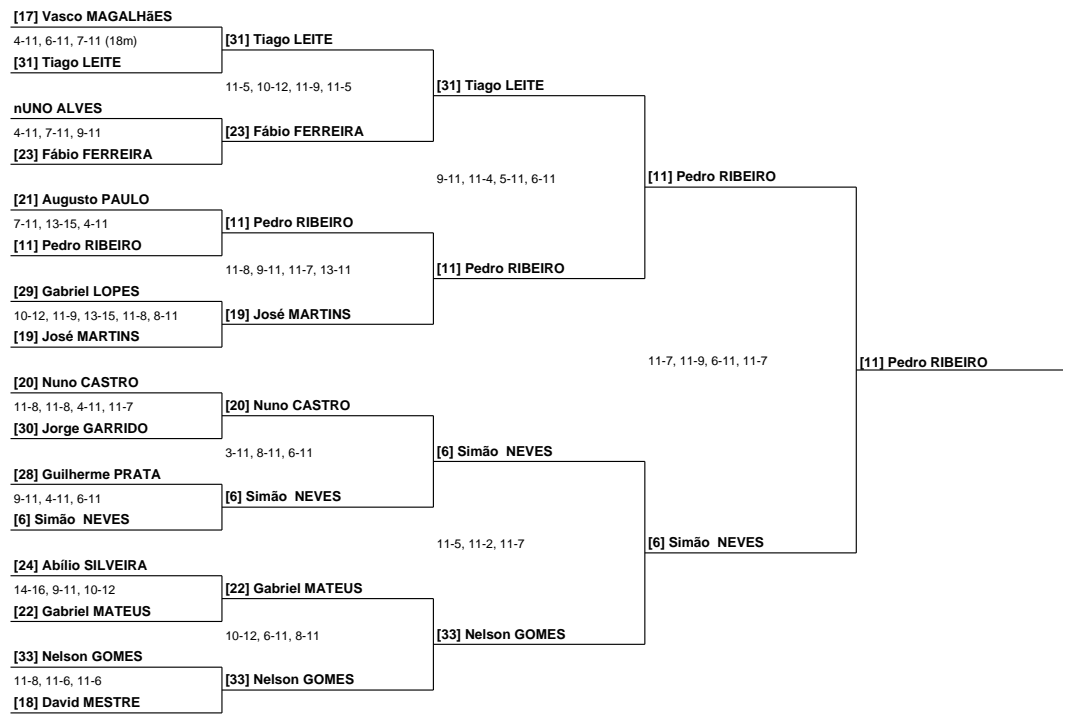 [17] Vasco MAGALHãES
4-11, 6-11, 7-11 (18m)
[31] Tiago LEITE
[31] Tiago LEITE
11-5, 10-12, 11-9, 11-5
[31] Tiago LEITE
nUNO ALVES
4-11, 7-11, 9-11
[23] Fábio FERREIRA
[23] Fábio FERREIRA
9-11, 11-4, 5-11, 6-11
[11] Pedro RIBEIRO
[21] Augusto PAULO
7-11, 13-15, 4-11
[11] Pedro RIBEIRO
[11] Pedro RIBEIRO
11-8, 9-11, 11-7, 13-11
[11] Pedro RIBEIRO
[29] Gabriel LOPES
10-12, 11-9, 13-15, 11-8, 8-11
[19] José MARTINS
[19] José MARTINS
11-7, 11-9, 6-11, 11-7
[11] Pedro RIBEIRO
[20] Nuno CASTRO
11-8, 11-8, 4-11, 11-7
[20] Nuno CASTRO
[30] Jorge GARRIDO
3-11, 8-11, 6-11
[6] Simão  NEVES
[28] Guilherme PRATA
9-11, 4-11, 6-11
[6] Simão  NEVES
[6] Simão  NEVES
11-5, 11-2, 11-7
[6] Simão  NEVES
[24] Abílio SILVEIRA
14-16, 9-11, 10-12
[22] Gabriel MATEUS
[22] Gabriel MATEUS
10-12, 6-11, 8-11
[33] Nelson GOMES
[33] Nelson GOMES
11-8, 11-6, 11-6
[33] Nelson GOMES
[18] David MESTRE